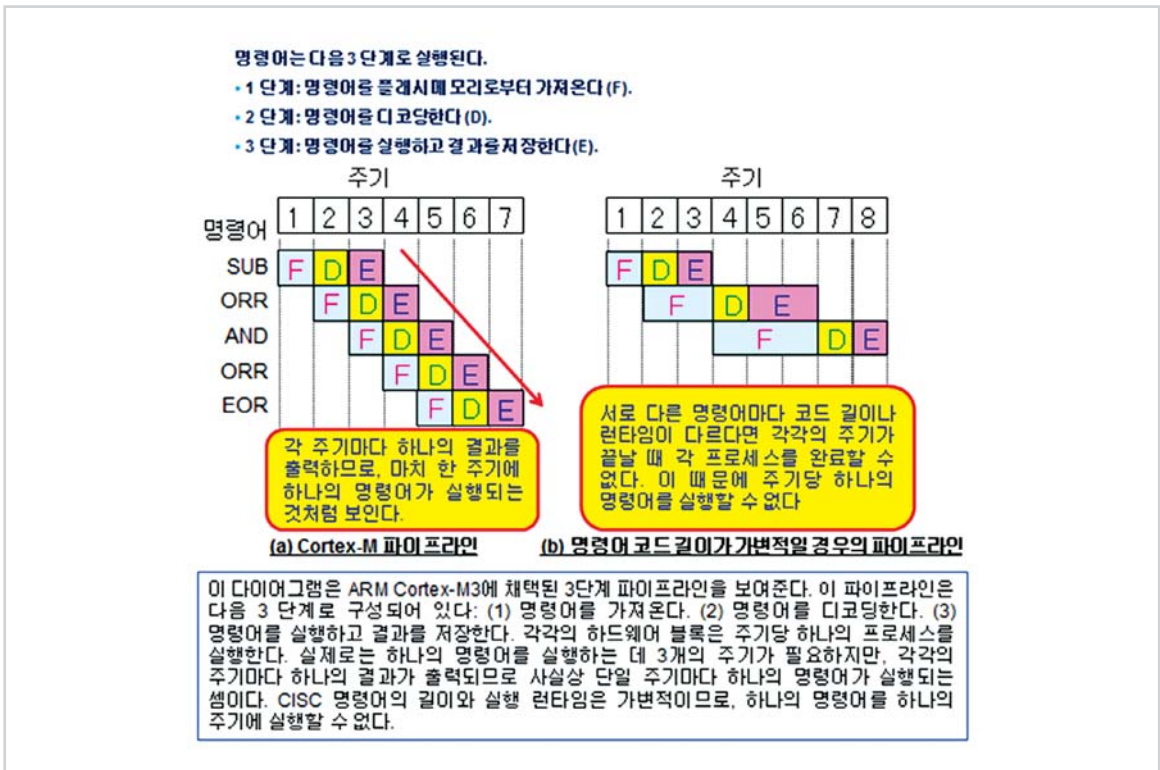 명령어는 다음 3 단계로 실행된다.
• 1 단계: 명령어를 플래시메모리로부터 가져온다 (F).
• 2 단계: 명령어를 디코당한다 (D).
• 3 단계: 명령어를 실행하고 결과를 저장한다 (E).
주기
명령어 1 2 3 4 5 6 7
SUB F D E
ORR F D E
AND F D E
ORR F D E
EOR F D E
각 주기마다 하나의 결과를
출력하므로, 마치 한 주기에
하나의 명령어가 실행되는
것처럼 보인다.
(a) Cortex-M 파이프라인
주기
1 2 3 4 5 6 7 8
F D E
F D E
F D E
서로 다른 명령어마다 코드 길이나
런타임이 다르다면 각각의 주기가
끝날 때 각 프로세스를 완료할 수
없다. 이 때문에 주기당 하나의
명령어를 실행할 수 없다
(b) 명령어 코드 길이가 가변적일 경우의 파이프라인
이 다이어그램은 ARM Cortex-M3에 채택된 3단계 파이프라인을 보여준다. 이 파이프라인은
다음 3 단계로 구성되어 있다: (1) 명령어를 가져온다. (2) 명령어를 디코딩한다. (3)
명령어를 실행하고 결과를 저장한다. 각각의 하드웨어 블록은 주기당 하나의 프로세스를
실행한다. 실제로는 하나의 명령어를 실행하는 데 3개의 주기가 필요하지만, 각각의
주기마다 하나의 결과가 출력되므로 사실상 단일 주기마다 하나의 명령어가 실행되는
셈이다. CISC 명령어의 길이와 실행 런타임은 가변적이므로, 하나의 명령어를 하나의
주기에 실행할 수 없다.